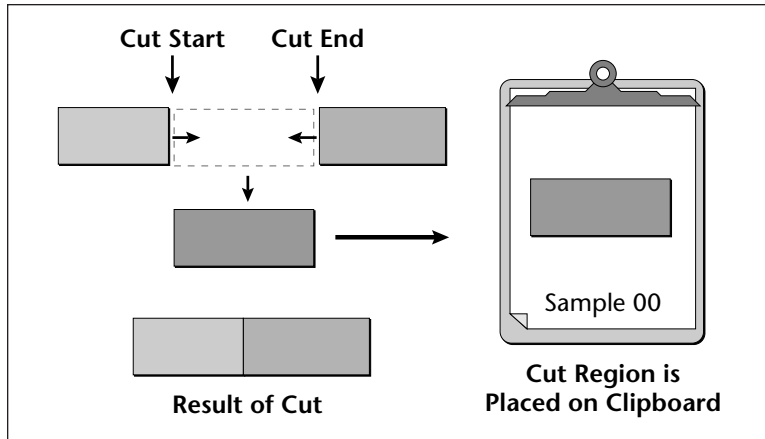 Cut Start
Cut End
Sample 00
Result of Cut
Cut Region is
Placed on Clipboard